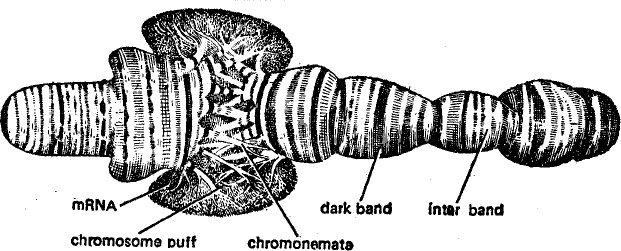 mRNA
dark band
inter band
chromosome puff
chromonemata